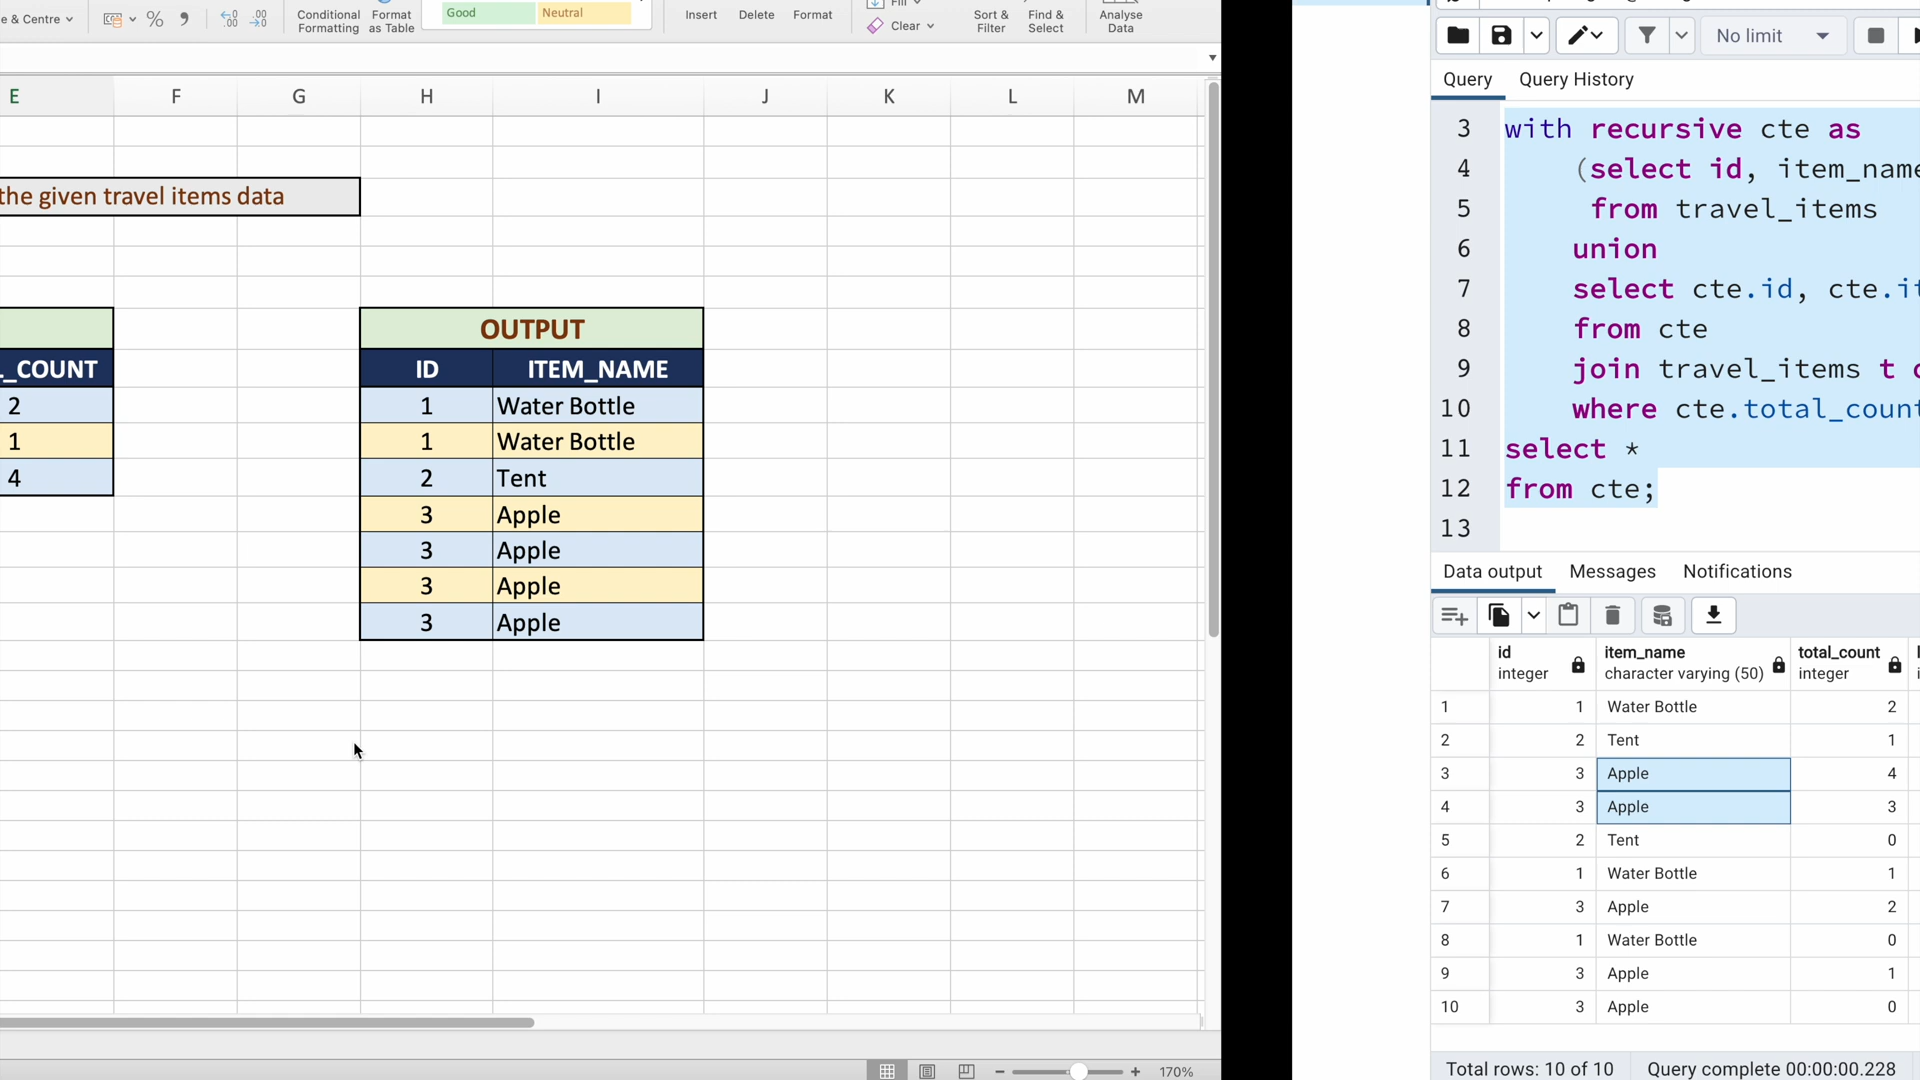 & Centre
%
Conditional
Formatting
Format
as Table
Good
Neutral
Insert
Delete
Format
Clear
Sort &
Filter
Find &
Select
Analyse
Data
E F G H I J K L M
the given travel items data
OUTPUT
_COUNT
ID ITEM_NAME
2
1 Water Bottle
1
1 Water Bottle
4
2 Tent
3 Apple
3 Apple
3 Apple
3 Apple
170%
No limit
Query Query History
3 with recursive cte as
4 (select id, item_name
5 from travel_items
6 union
7 select cte.id, cte.it
8 from cte
9 join travel_items t
10 where cte.total_count
11 select *
12 from cte;
13
Data output Messages Notifications
id
integer
item_name
character varying (50)
total_count
integer
1 1 Water Bottle 2
2 2 Tent 1
3 3 Apple 4
4 3 Apple 3
5 2 Tent 0
6 1 Water Bottle 1
7 3 Apple 2
8 1 Water Bottle 0
9 3 Apple 1
10 3 Apple 0
Total rows: 10 of 10 Query complete 00:00:00.228